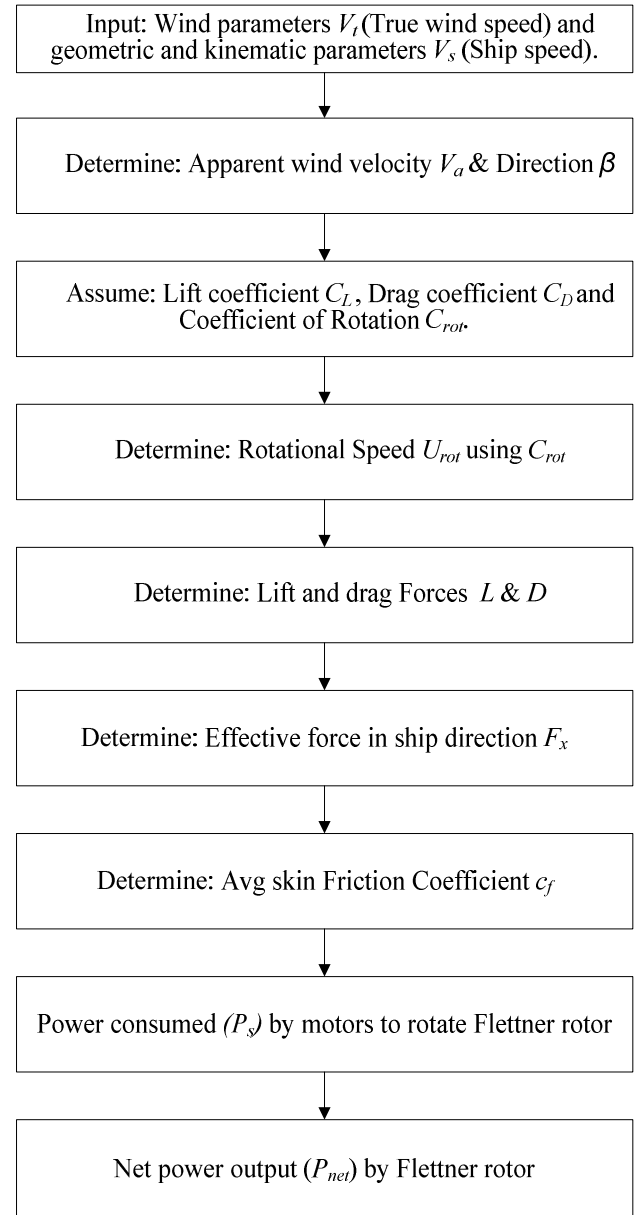 Input: Wind parameters Vt (True wind speed) and
geometric and kinematic parameters Vs (Ship speed).
Determine: Apparent wind velocity Va & Direction β
Assume: Lift coefficient CL, Drag coefficient CD and
Coefficient of Rotation Crot.
Determine: Rotational Speed Urot using Crot
Determine: Lift and drag Forces L & D
Determine: Effective force in ship direction Fx
Determine: Avg skin Friction Coefficient cf
Power consumed (Ps) by motors to rotate Flettner rotor
Net power output (Pnet) by Flettner rotor